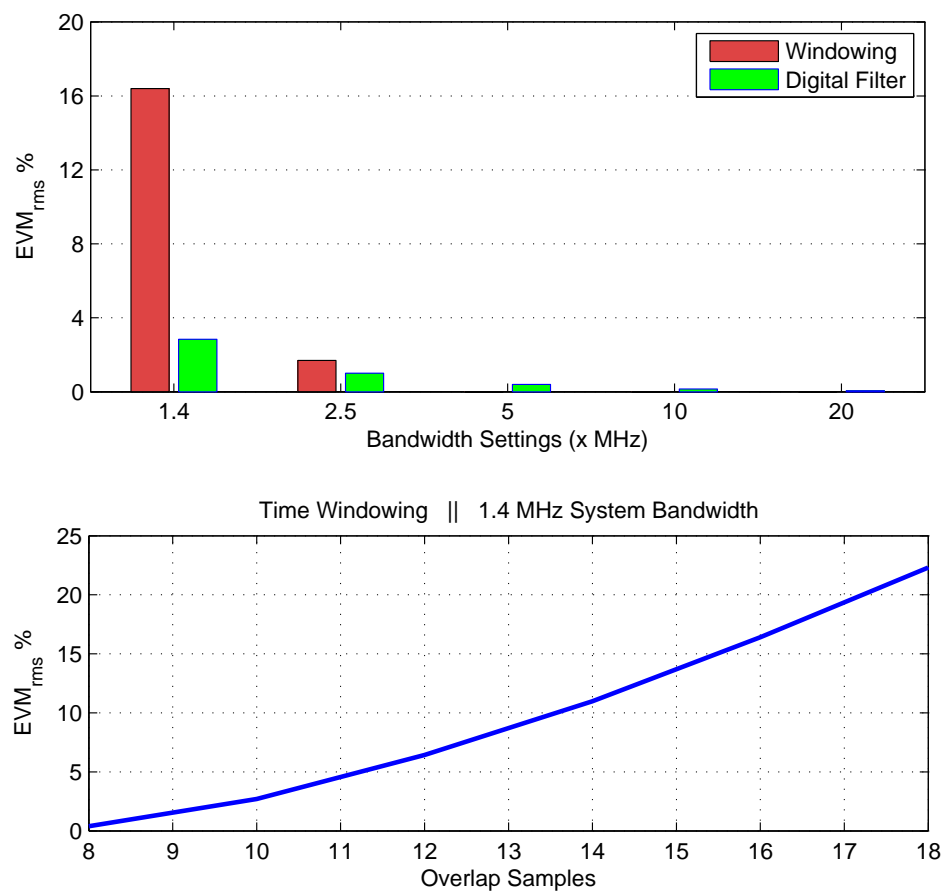 20
16
12
8
4
0
EVMrms %
Windowing
Digital Filter
1.4 2.5 5 10 20
Bandwidth Settings (x MHz)
Time Windowing || 1.4 MHz System Bandwidth
25
20
15
10
5
0
EVMrms %
8 9 10 11 12 13 14 15 16 17 18
Overlap Samples